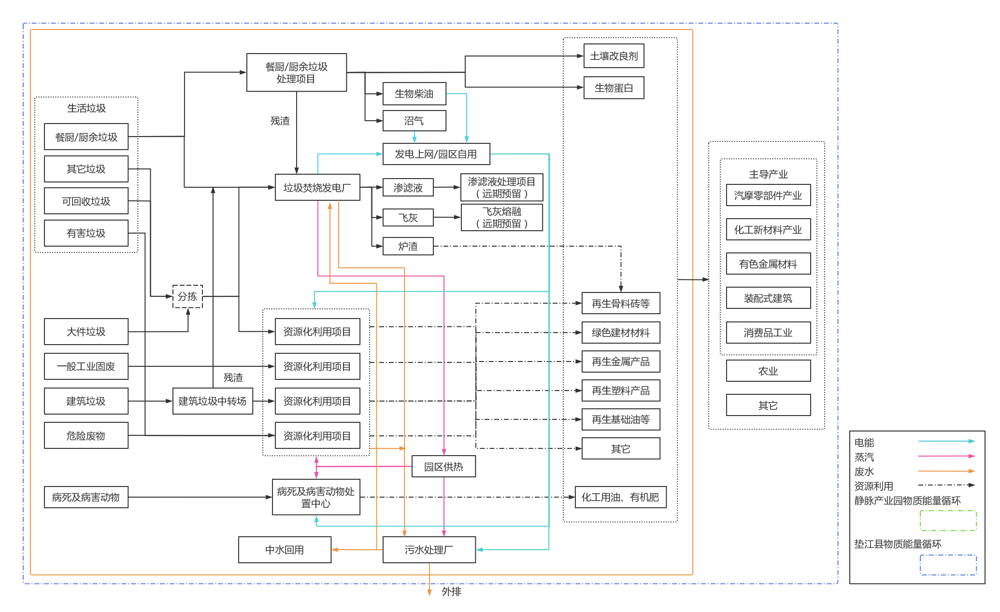 生活垃圾
餐厨/厨余垃圾
其它垃圾
可回收垃圾
有害垃圾
大件垃圾
一般工业固废
建筑垃圾
危险废物
病死及病害动物
分拣
残渣
建筑垃圾中转场
餐厨/厨余垃圾
处理项目
残渣
垃圾焚烧发电厂
生物柴油
沼气
发电上网/园区自用
渗滤液
渗滤液处理项目
(远期预留)
飞灰
飞灰熔融
(远期预留)
炉渣
资源化利用项目
资源化利用项目
资源化利用项目
资源化利用项目
园区供热
病死及病害动物处
置中心
中水回用
污水处理厂
外排
土壤改良剂
生物蛋白
再生骨料砖等
绿色建材材料
再生金属产品
再生塑料产品
再生基础油等
其它
化工用油、有机肥
主导产业
汽摩零部件产业
化工新材料产业
有色金属材料
装配式建筑
消费品工业
农业
其它
电能
蒸汽
废水
资源利用
静脉产业园物质能量循环
垫江县物质能量循环